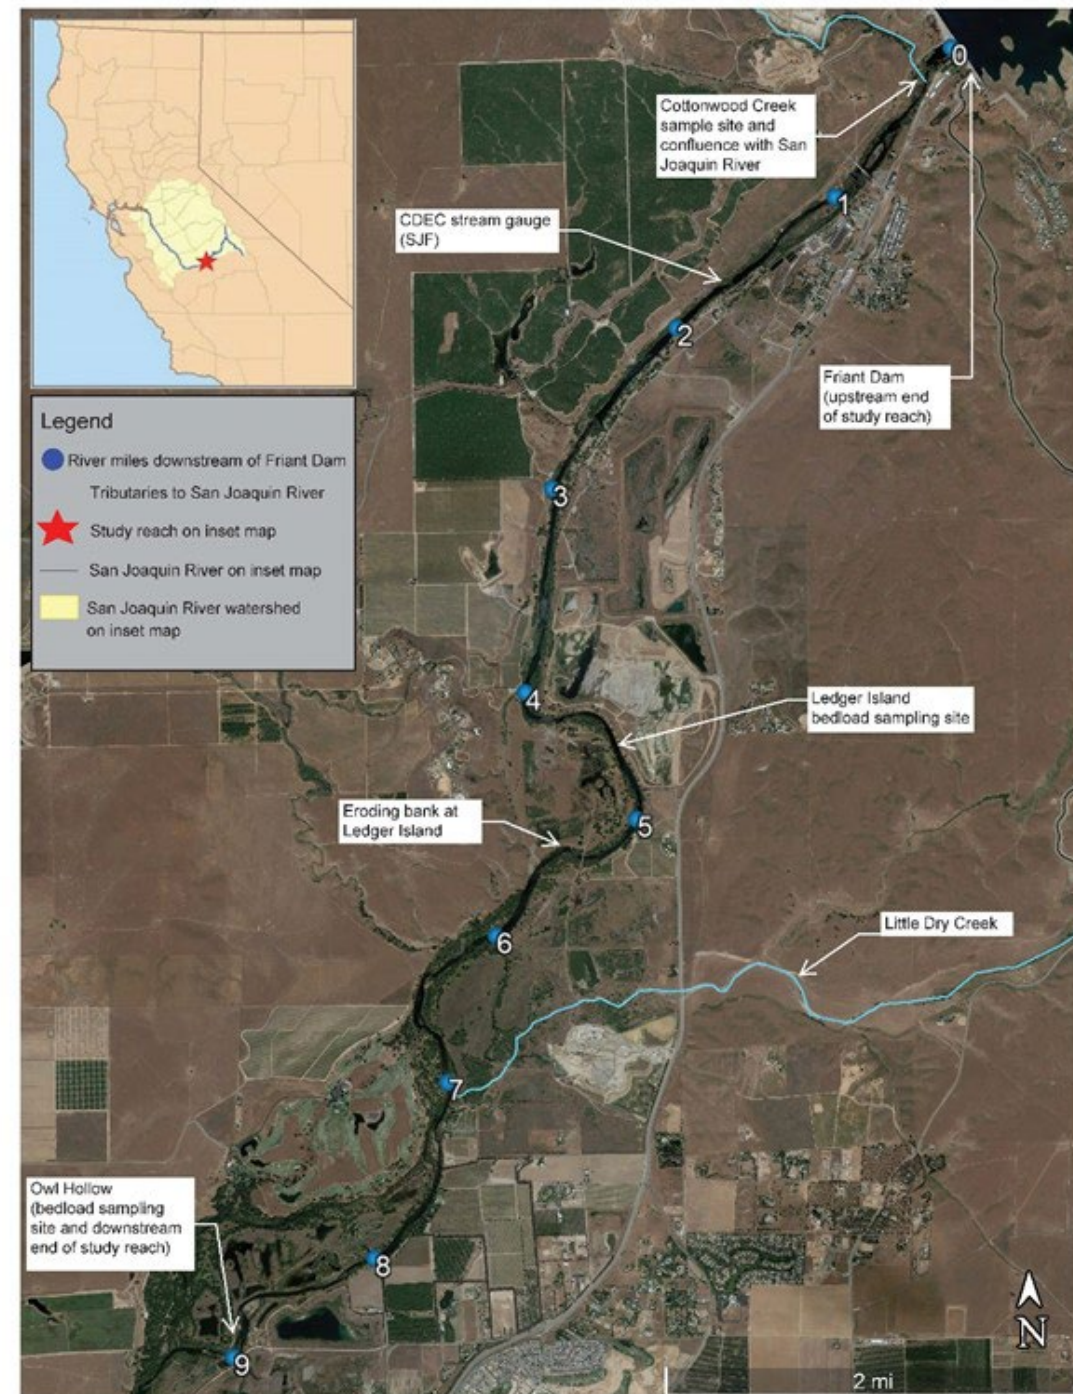 0
Cottonwood Creek
sample site and
confluence with San
Joaquin River
1
CDEC stream gauge
(SJF)
2
Friant Dam
(upstream end
of study reach)
Legend
River miles downstream of Friant Dam
Tributaries to San Joaquin River
Study reach on inset map
San Joaquin River on inset map
San Joaquin River watershed
on inset map
3
4
Ledger Island
bedload sampling site
Eroding bank at
Ledger Island
5
6
Little Dry Creek
7
Owl Hollow
(bedload sampling
site and downstream
end of study reach)
8
9
N
2 mi